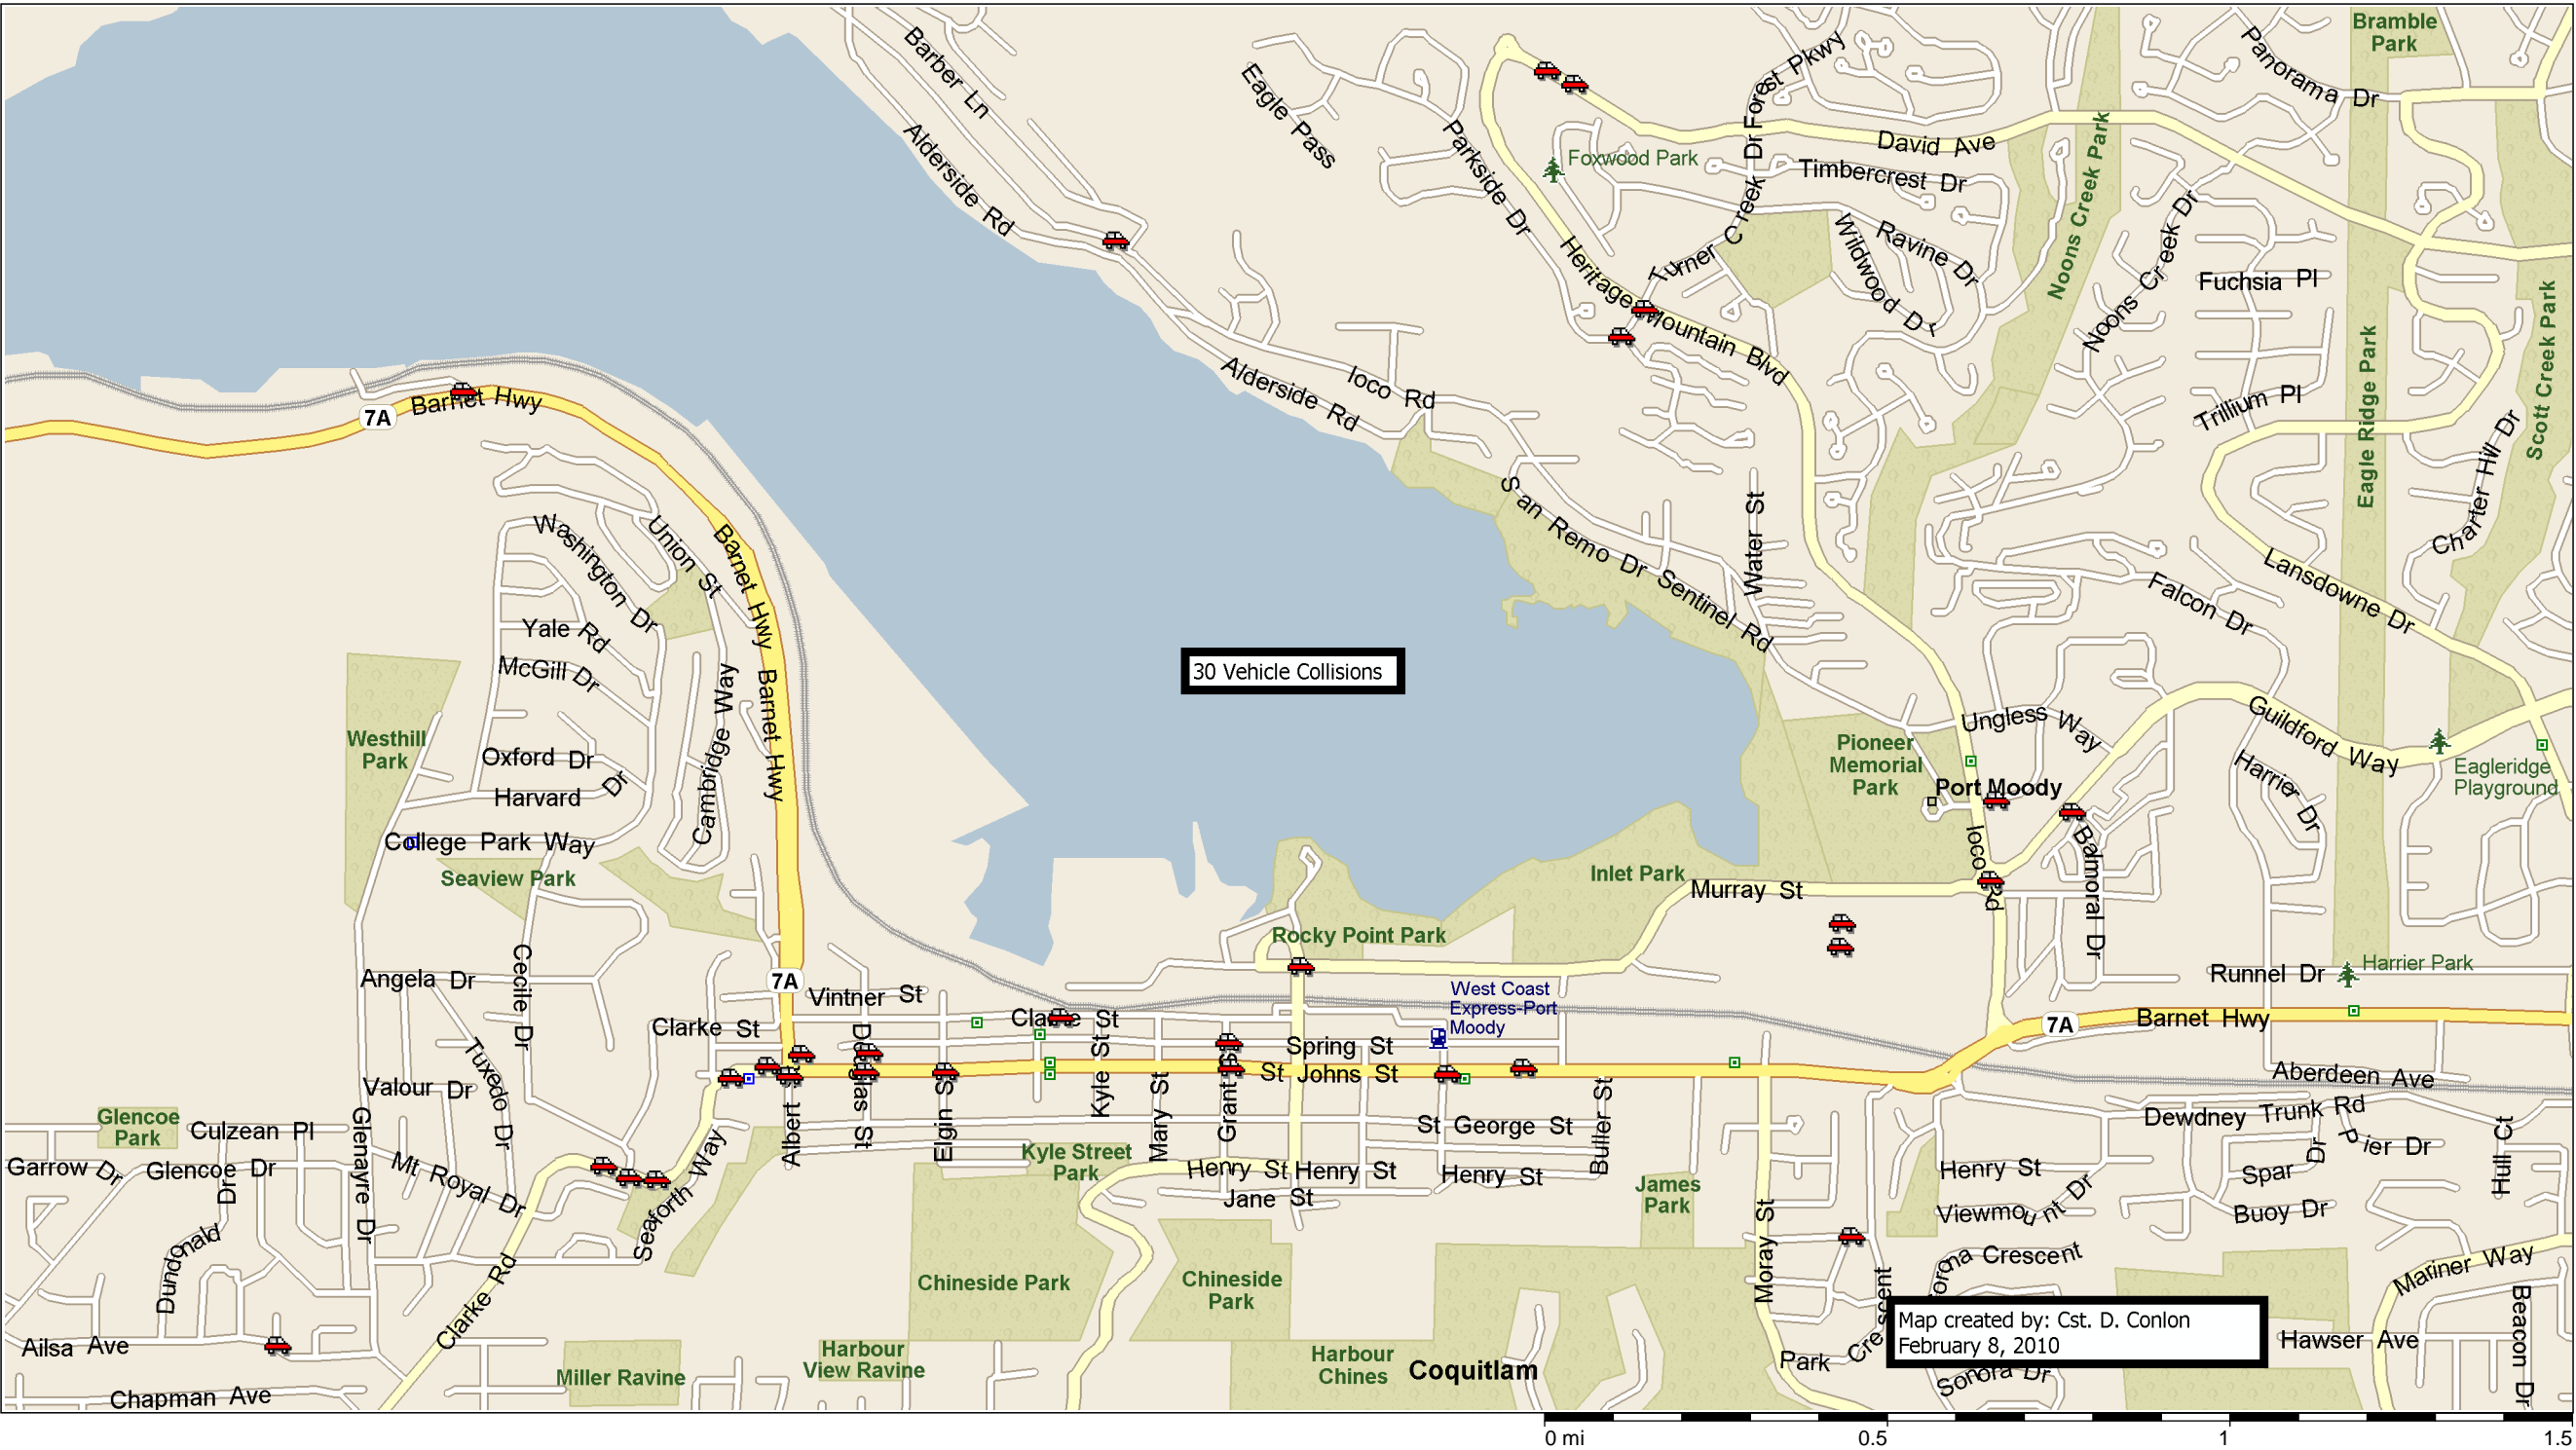 Bramble
Park
Barber Ln
Eagle Pass
Forest Pkwy
Panorama Dr
Alderside Rd
Parkside Dr
Foxwood Park
David Ave
Timbercrest Dr
Noons Creek Park
Turner Creek Dr
Wildwood Dr
Ravine Dr
Noons Creek Dr
Fuchsia Pl
Heritage Mountain Blvd
Eagle Ridge Park
Scott Creek Park
7A
Barnet Hwy
Alderside Rd
Ioco Rd
Trillium Pl
Charter Hill Dr
Washington Dr
Union St
Barnet Hwy
San Remo Dr
Sentinel Rd
Water St
Falcon Dr
Lansdowne Dr
Yale Rd
McGill Dr
Barnet Hwy
Cambridge Way
30 Vehicle Collisions
Westhill
Park
Oxford Dr
Harvard Dr
College Park Way
Seaview Park
Ungless Way
Guildford Way
Pioneer
Memorial
Park
Port Moody
Harrier Dr
Eagleridge
Playground
Ioco Rd
Balmoral Dr
Inlet Park
Murray St
Rocky Point Park
Angela Dr
Cecile Dr
7A
Vintner St
West Coast
Express-Port
Moody
Runnel Dr
Harrier Park
Clarke St
Clarke St
7A
Barnet Hwy
Spring St
St Johns St
Tuxedo Dr
Valour Dr
Douglas St
Kyle St
Aberdeen Ave
Glencoe
Park
Culzean Pl
Glenayre Dr
Albert St
Elgin St
Mary St
Grant St
St George St
Buller St
Dewdney Trunk Rd
Pier Dr
Garrow Dr
Glencoe Dr
Mt Royal Dr
Seaforth Way
Kyle Street
Park
Henry St
Henry St
Henry St
Jane St
James
Park
Henry St
Spar Dr
Hull Ct
Dundonald Dr
Viewmount Dr
Buoy Dr
Moray St
Crescent
Mariner Way
Clarke Rd
Chineside Park
Chineside
Park
Ailsa Ave
Map created by: Cst. D. Conlon
February 8, 2010
Hawser Ave
Beacon Dr
Miller Ravine
Harbour
View Ravine
Harbour
Chines
Coquitlam
Park Crescent
Sonora Dr
Chapman Ave
0 mi
0.5
1
1.5